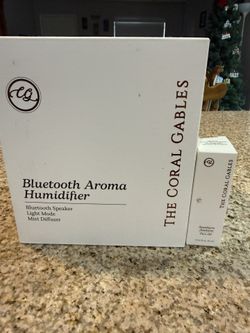 cg
Bluetooth Aroma
Humidifier
Bluetooth Speaker
Light Mode
Mist Diffuser
THE CORAL GABLES
THE CORAL GABLES